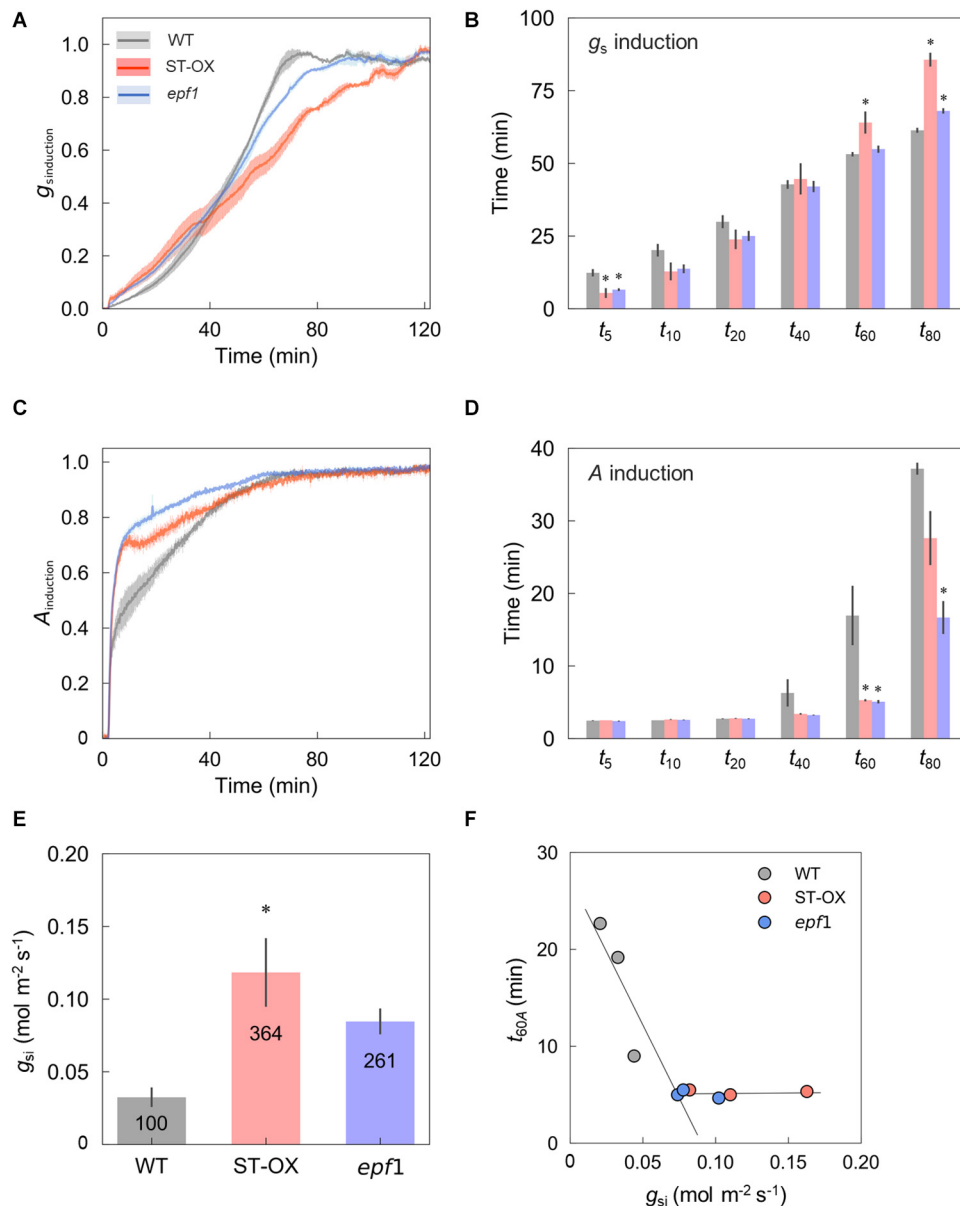 A
WT
ST-OX
epf1
1.0
0.8
0.6
0.4
0.2
0.0
gsinduction
0 40 80 120
Time (min)
B
gs induction
100
75
50
25
0
Time (min)
* * * * *
t5 t10 t20 t40 t60 t80
C
1.0
0.8
0.6
0.4
0.2
0
Ainduction
0 40 80 120
Time (min)
D
A induction
40
30
20
10
0
Time (min)
* * *
t5 t10 t20 t40 t60 t80
E
0.20
0.15
0.10
0.05
0
gsi (mol m-2 s-1)
*
100 364 261
WT ST-OX epf1
F
WT
ST-OX
epf1
30
20
10
0
t60A (min)
0 0.05 0.10 0.15 0.20
gsi (mol m-2 s-1)